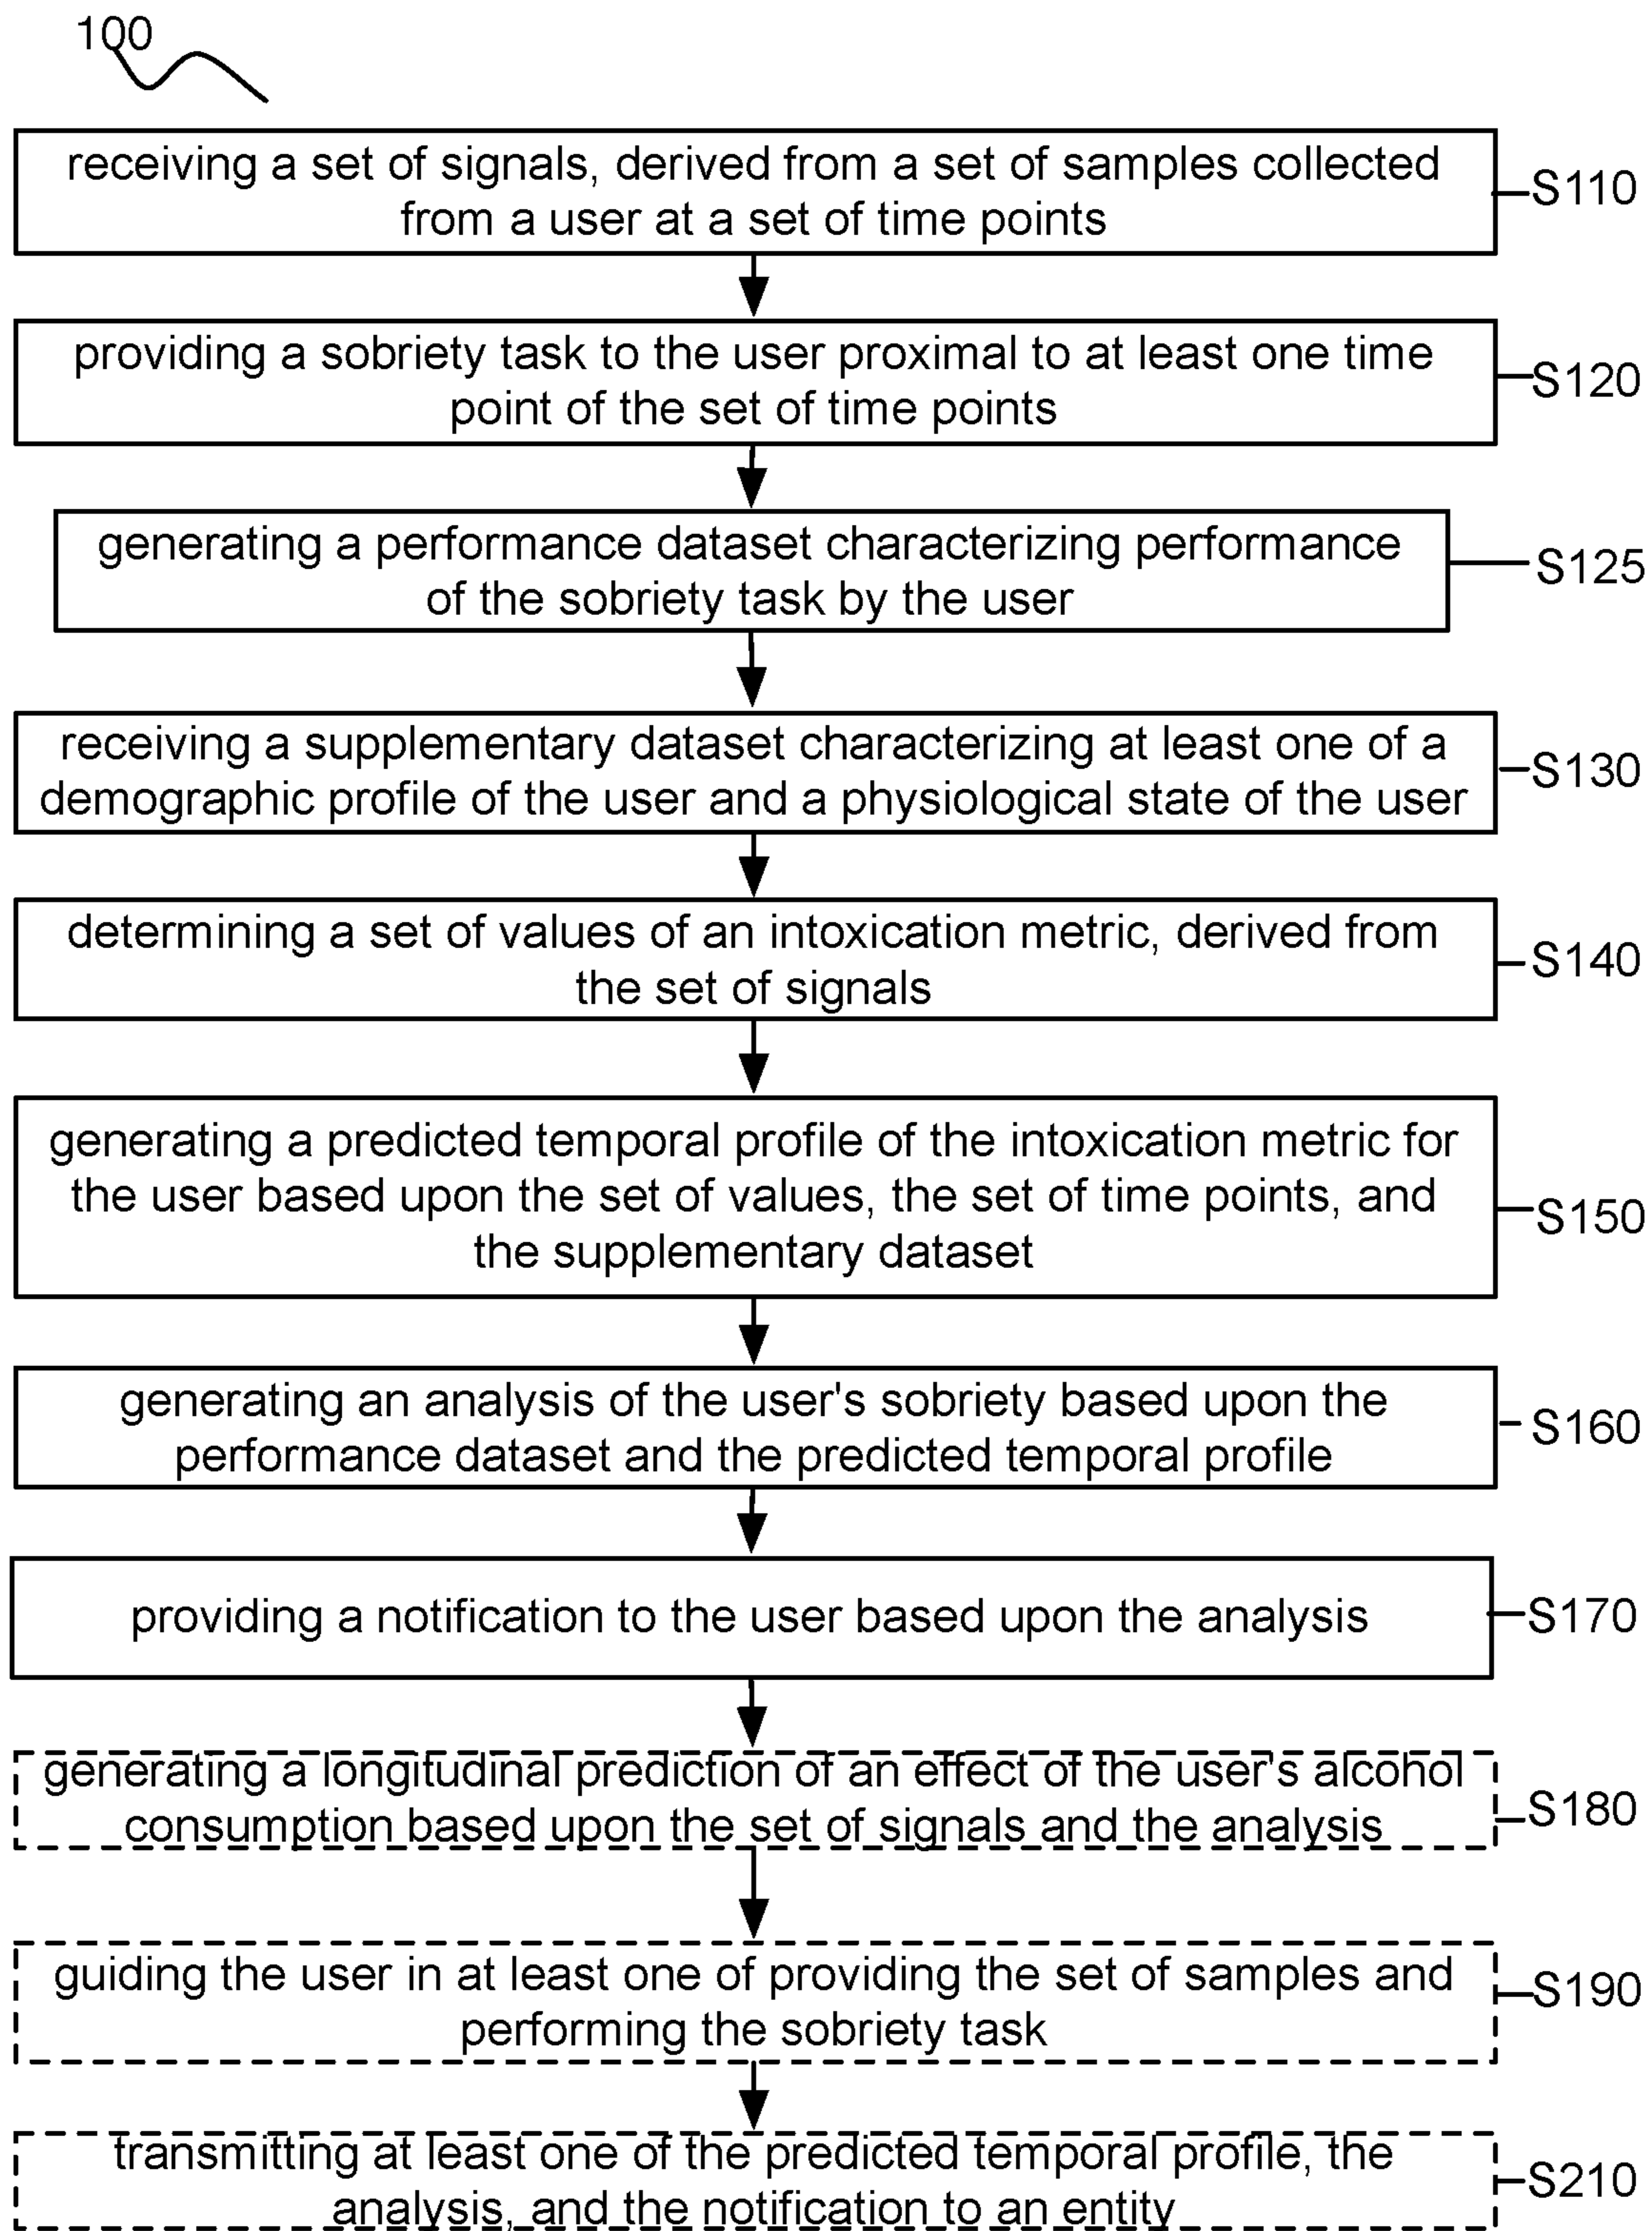 100
receiving a set of signals, derived from a set of samples collected
from a user at a set of time points
S110
providing a sobriety task to the user proximal to at least one time
point of the set of time points
S120
generating a performance dataset characterizing performance
of the sobriety task by the user
S125
receiving a supplementary dataset characterizing at least one of a
demographic profile of the user and a physiological state of the user
S130
determining a set of values of an intoxication metric, derived from
the set of signals
S140
generating a predicted temporal profile of the intoxication metric for
the user based upon the set of values, the set of time points, and
the supplementary dataset
S150
generating an analysis of the user's sobriety based upon the
performance dataset and the predicted temporal profile
S160
providing a notification to the user based upon the analysis
S170
generating a longitudinal prediction of an effect of the user's alcohol
consumption based upon the set of signals and the analysis
S180
guiding the user in at least one of providing the set of samples and
performing the sobriety task
S190
transmitting at least one of the predicted temporal profile, the
analysis, and the notification to an entity
S210